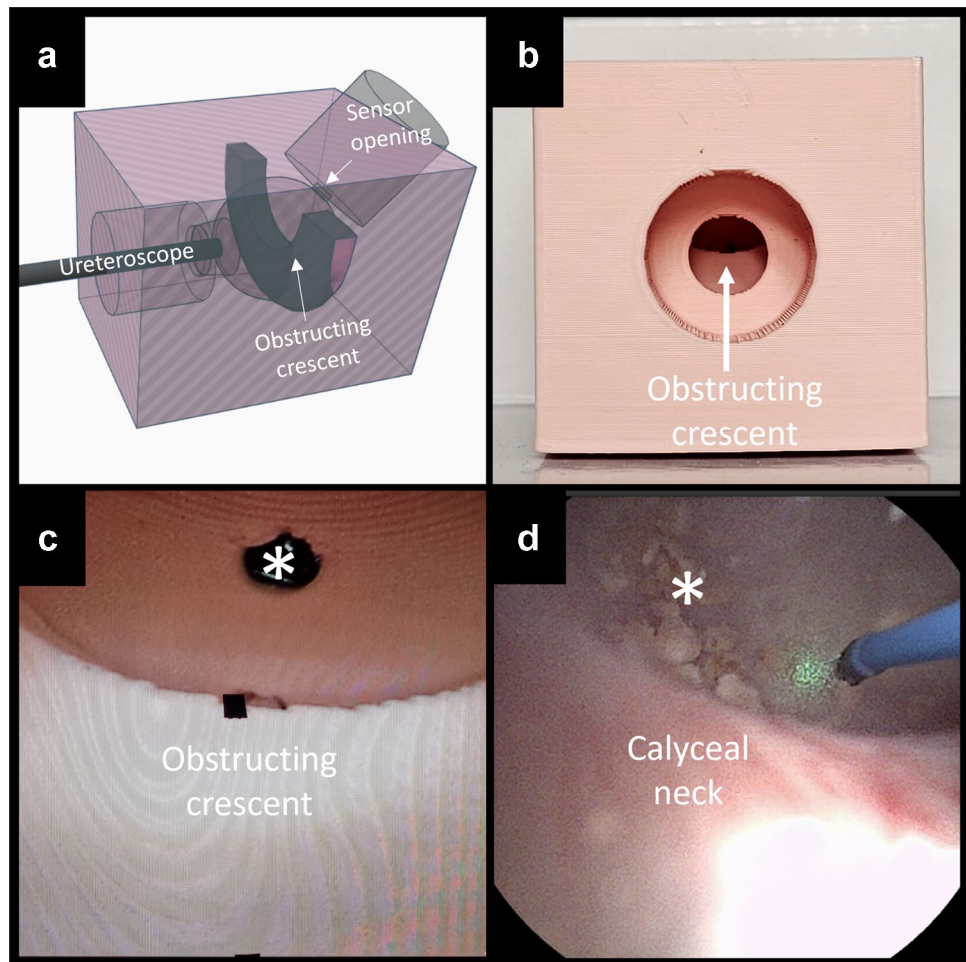 a
Sensor
opening
Ureteroscope
Obstructing
crescent
b
Obstructing
crescent
c
*
Obstructing
crescent
d
*
Calyceal
neck